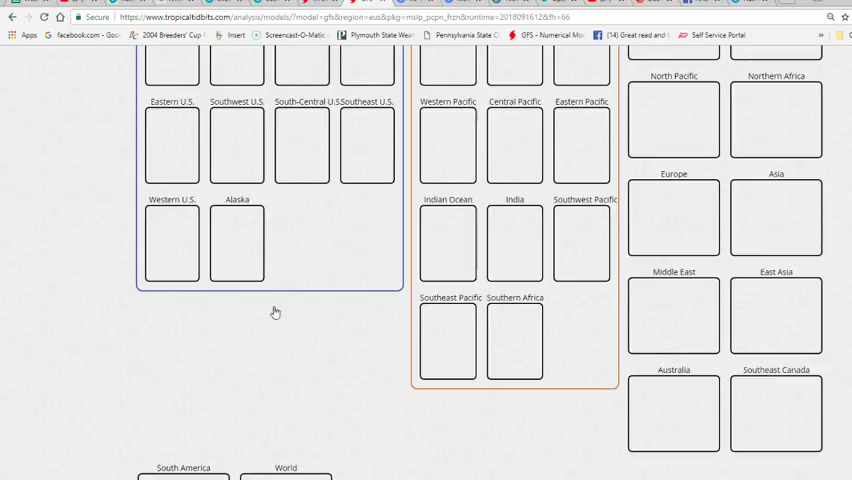 Secure https://www.tropicaltidbits.com/analysis/models/?model=gfs&region=eus&pkg=mslp_pcpn_frzn&runtime=2018091612&fh=66
Apps facebook.com - Goo 2004 Breeders' Cup Insert Screencast-O-Matic - Plymouth State Weat Pennsylvania State C GFS - Numerical Mod (14) Great read and t Self Service Portal
North Pacific Northern Africa
Eastern U.S. Southwest U.S. South-Central U.S. Southeast U.S. Western Pacific Central Pacific Eastern Pacific
Europe Asia
Western U.S. Alaska Indian Ocean India Southwest Pacific
Middle East East Asia
Southeast Pacific Southern Africa
Australia Southeast Canada
South America World